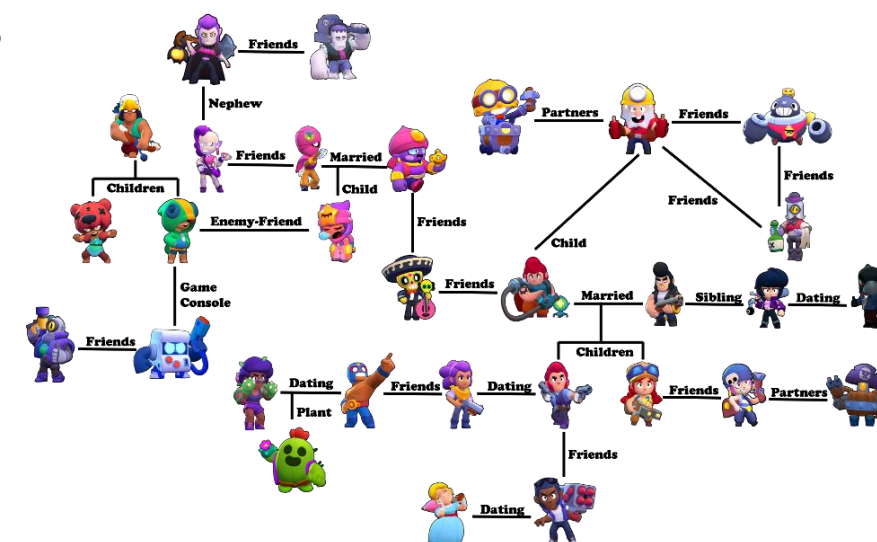 Friends
Nephew
Partners
Friends
Friends
Married
Children
Child
Friends
Friends
Enemy-Friend
Friends
Child
Game
Console
Friends
Married
Sibling
Dating
Friends
Children
Dating
Friends
Dating
Friends
Partners
Plant
Friends
Dating